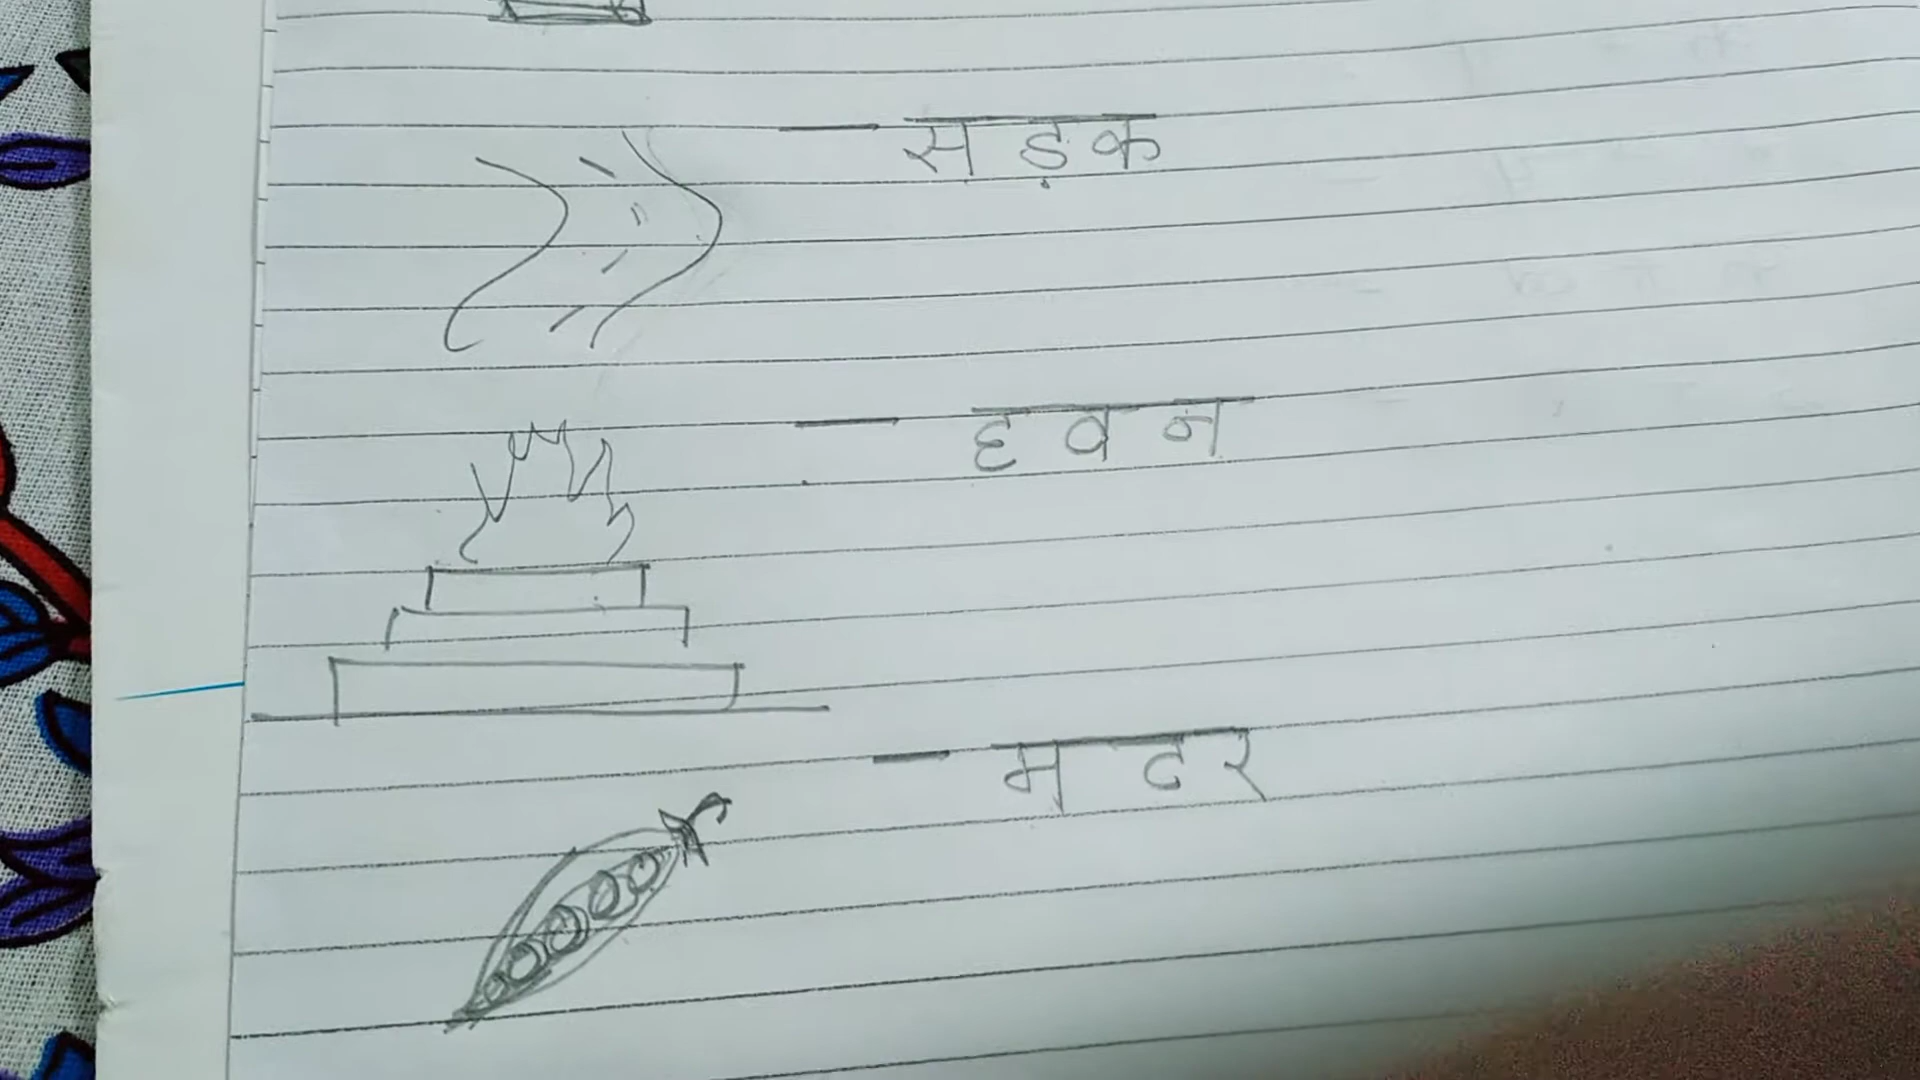 — सड़क
— हवन
— मटर